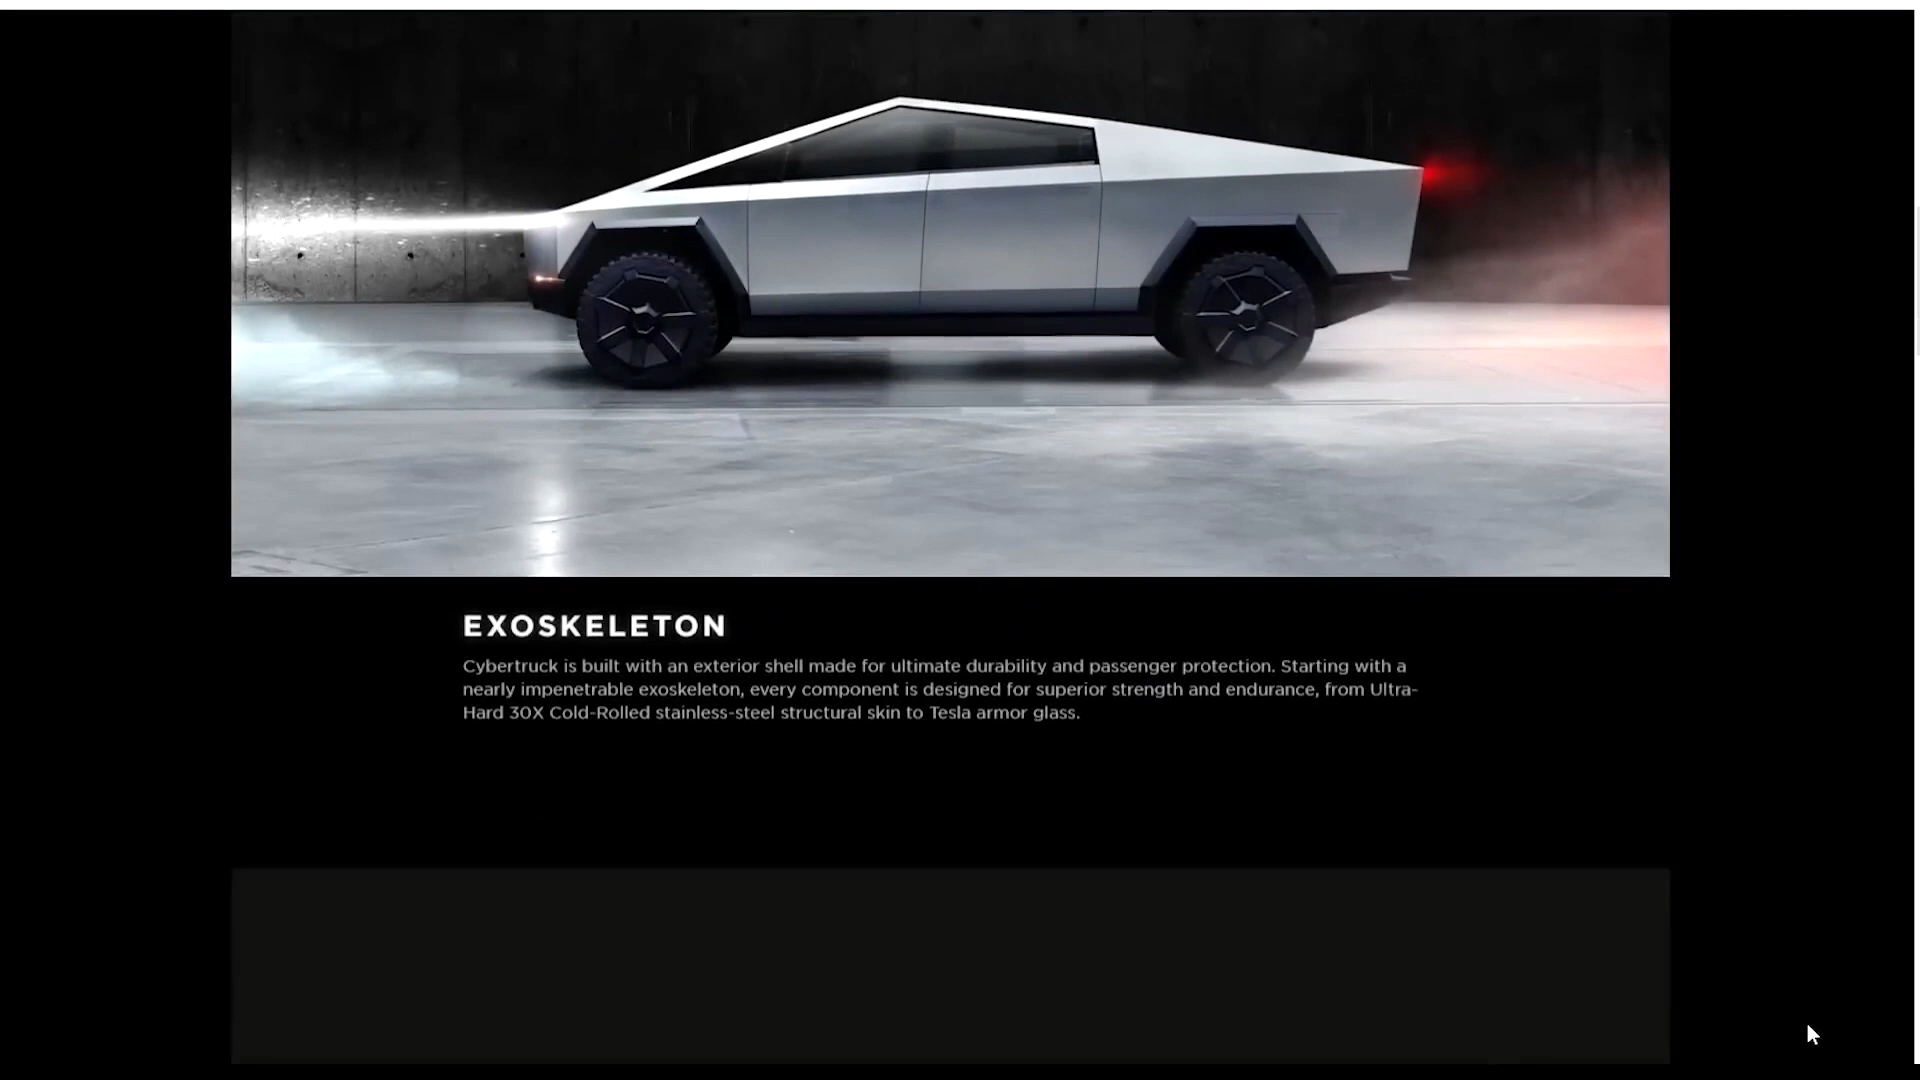 EXOSKELETON
Cybertruck is built with an exterior shell made for ultimate durability and passenger protection. Starting with a
nearly impenetrable exoskeleton, every component is designed for superior strength and endurance, from Ultra-
Hard 30X Cold-Rolled stainless-steel structural skin to Tesla armor glass.